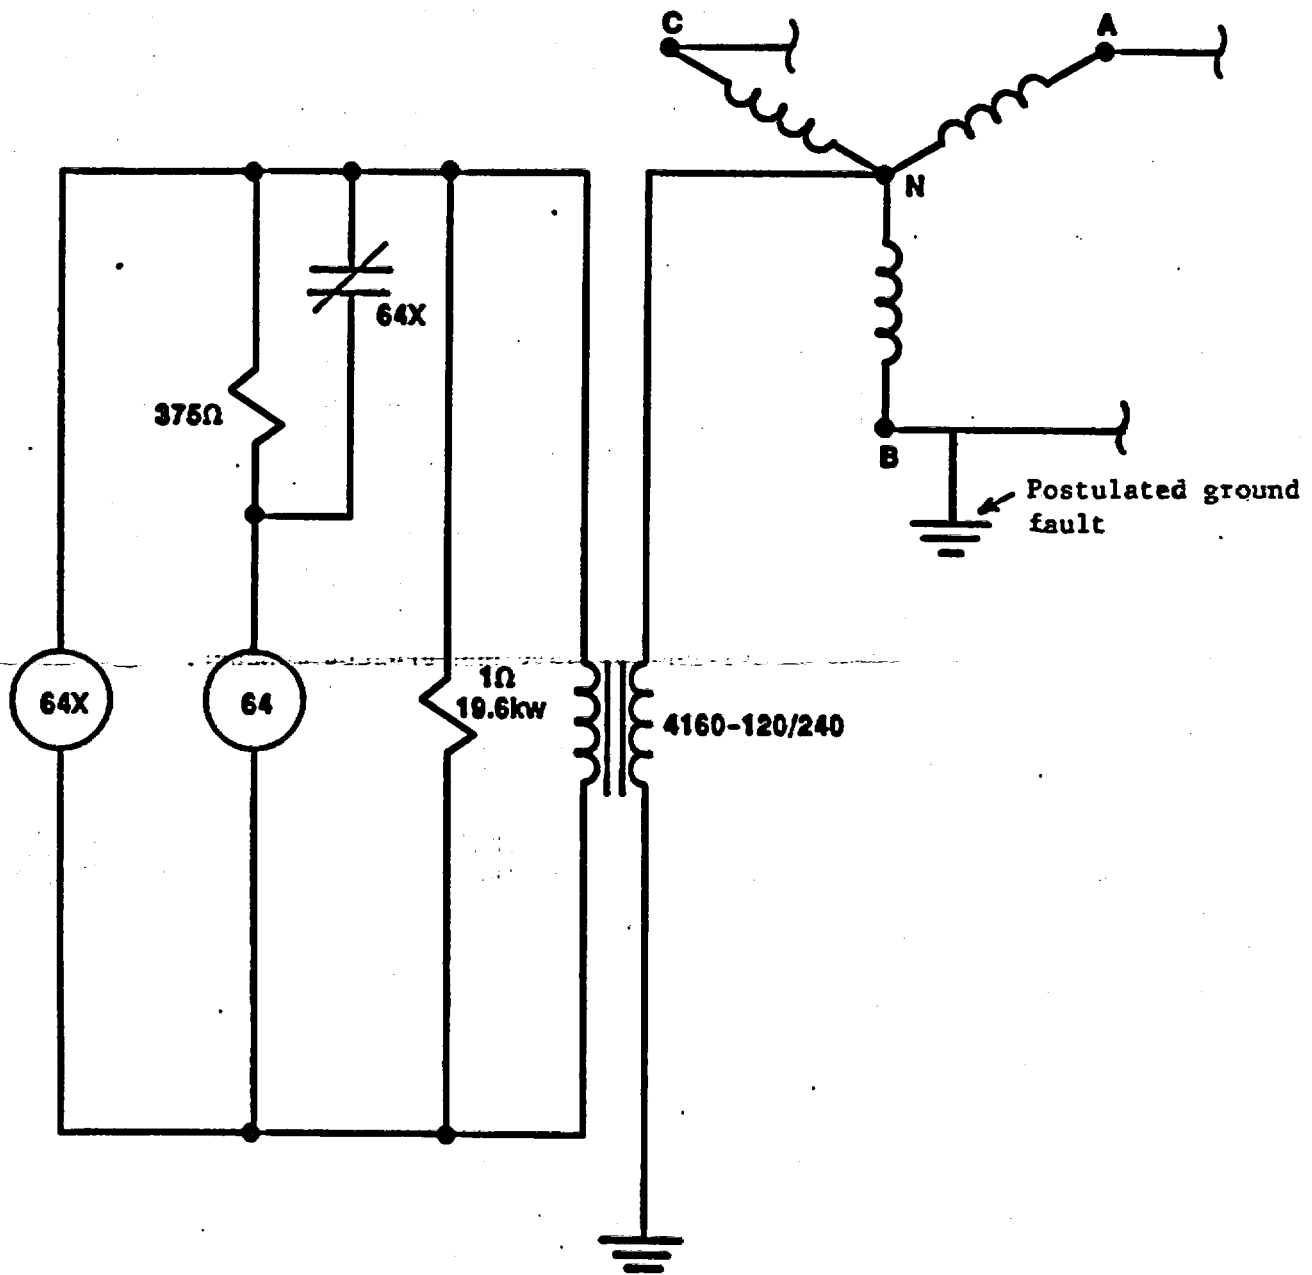 C
A
N
64X
375Ω
B
Postulated ground
fault
64X
64
1Ω
19.6kw
4160-120/240